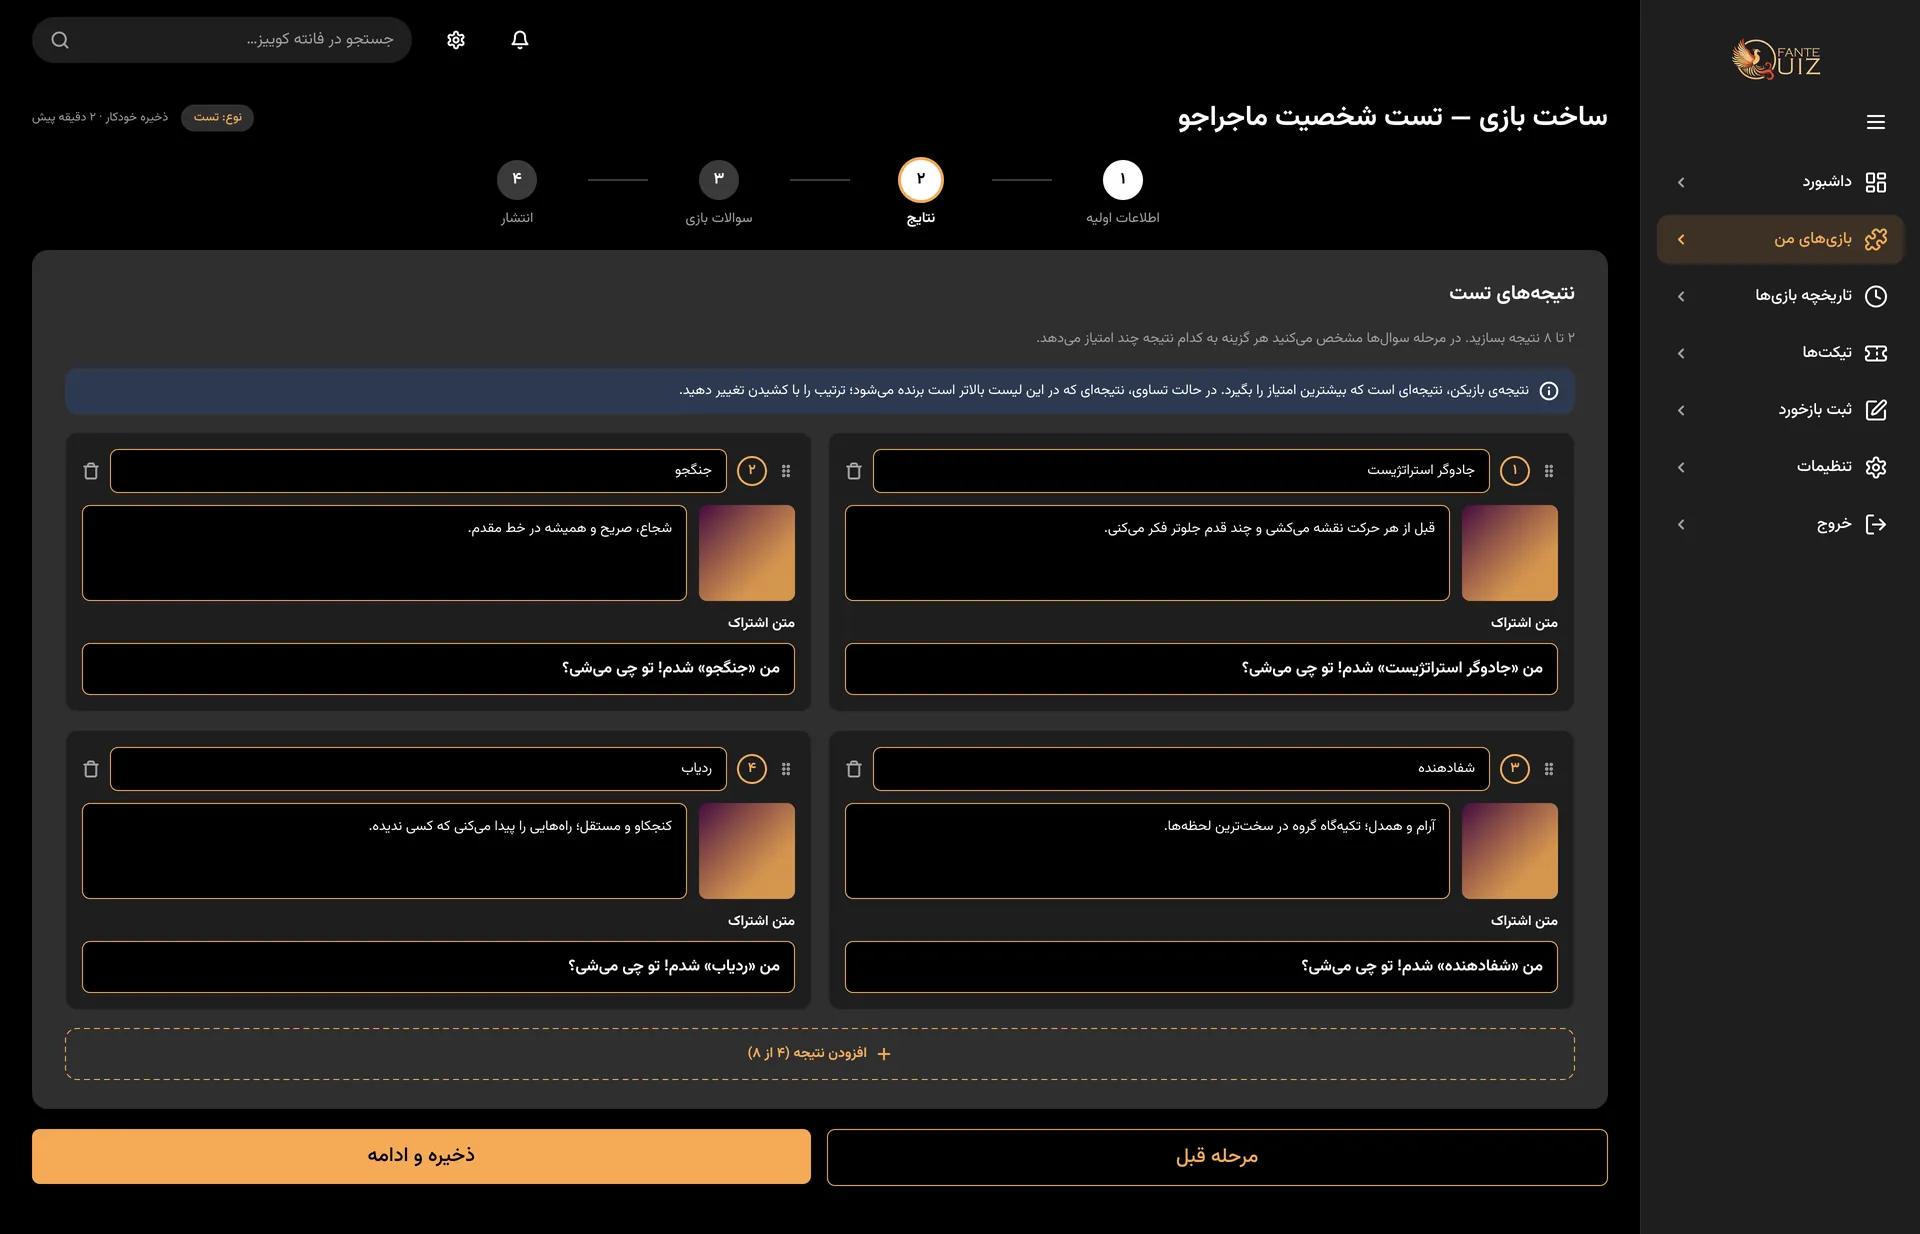 FANTE
QUIZ
داشبورد
بازی‌های من
تاریخچه بازی‌ها
تیکت‌ها
ثبت بازخورد
تنظیمات
خروج
جستجو در فانته کوییز...
ساخت بازی — تست شخصیت ماجراجو
نوع: تست
ذخیره خودکار · ۲ دقیقه پیش
۱
اطلاعات اولیه
۲
نتایج
۳
سوالات بازی
۴
انتشار
نتیجه‌های تست
۲ تا ۸ نتیجه بسازید. در مرحله سوال‌ها مشخص می‌کنید هر گزینه به کدام نتیجه چند امتیاز می‌دهد.
نتیجه‌ی بازیکن، نتیجه‌ای است که بیشترین امتیاز را بگیرد. در حالت تساوی، نتیجه‌ای که در این لیست بالاتر است برنده می‌شود؛ ترتیب را با کشیدن تغییر دهید.
۱
جادوگر استراتژیست
قبل از هر حرکت نقشه می‌کشی و چند قدم جلوتر فکر می‌کنی.
متن اشتراک
من «جادوگر استراتژیست» شدم! تو چی می‌شی؟
۲
جنگجو
شجاع، صریح و همیشه در خط مقدم.
متن اشتراک
من «جنگجو» شدم! تو چی می‌شی؟
۳
شفادهنده
آرام و همدل؛ تکیه‌گاه گروه در سخت‌ترین لحظه‌ها.
متن اشتراک
من «شفادهنده» شدم! تو چی می‌شی؟
۴
ردیاب
کنجکاو و مستقل؛ راه‌هایی را پیدا می‌کنی که کسی ندیده.
متن اشتراک
من «ردیاب» شدم! تو چی می‌شی؟
افزودن نتیجه (۴ از ۸)
مرحله قبل
ذخیره و ادامه